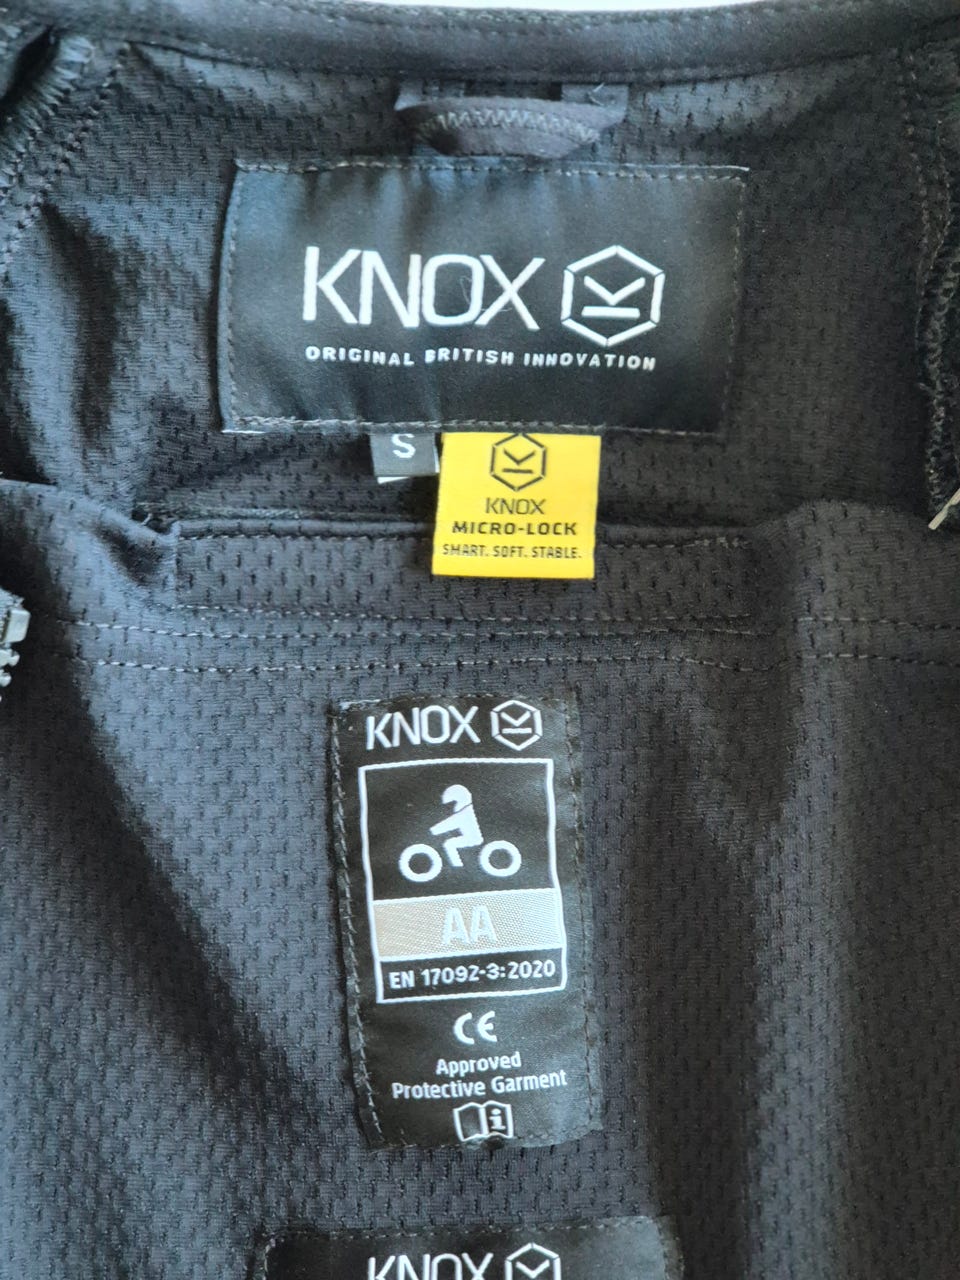 KNOX
ORIGINAL BRITISH INNOVATION
S
KNOX
MICRO-LOCK
SMART. SOFT. STABLE.
KNOX
AA
EN 17092-3:2020
CE
Approved
Protective Garment
KNOX